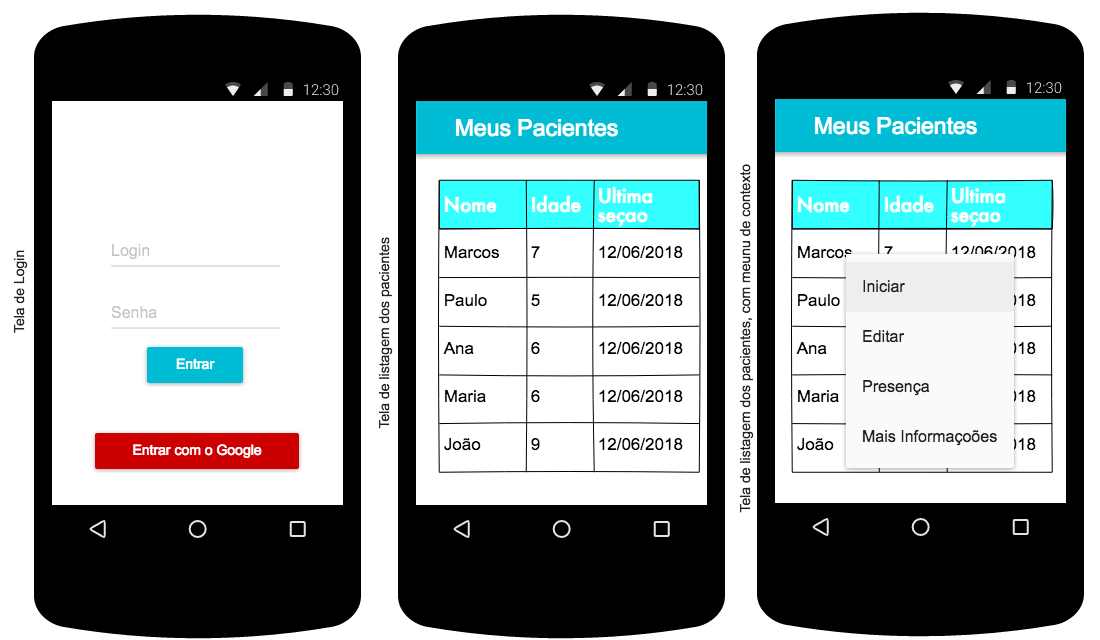 Tela de Login
12:30
Login
Senha
Entrar
Entrar com o Google
Tela de listagem dos pacientes
12:30
Meus Pacientes
Nome Idade Ultima
seçao
Marcos 7 12/06/2018
Paulo 5 12/06/2018
Ana 6 12/06/2018
Maria 6 12/06/2018
João 9 12/06/2018
Tela de listagem dos pacientes, com meunu de contexto
12:30
Meus Pacientes
Nome Idade Ultima
seçao
Marcos 7 12/06/2018
Iniciar
Paulo 018
Editar
Ana 018
Presença
Maria 018
Mais Informaçoões
João 018